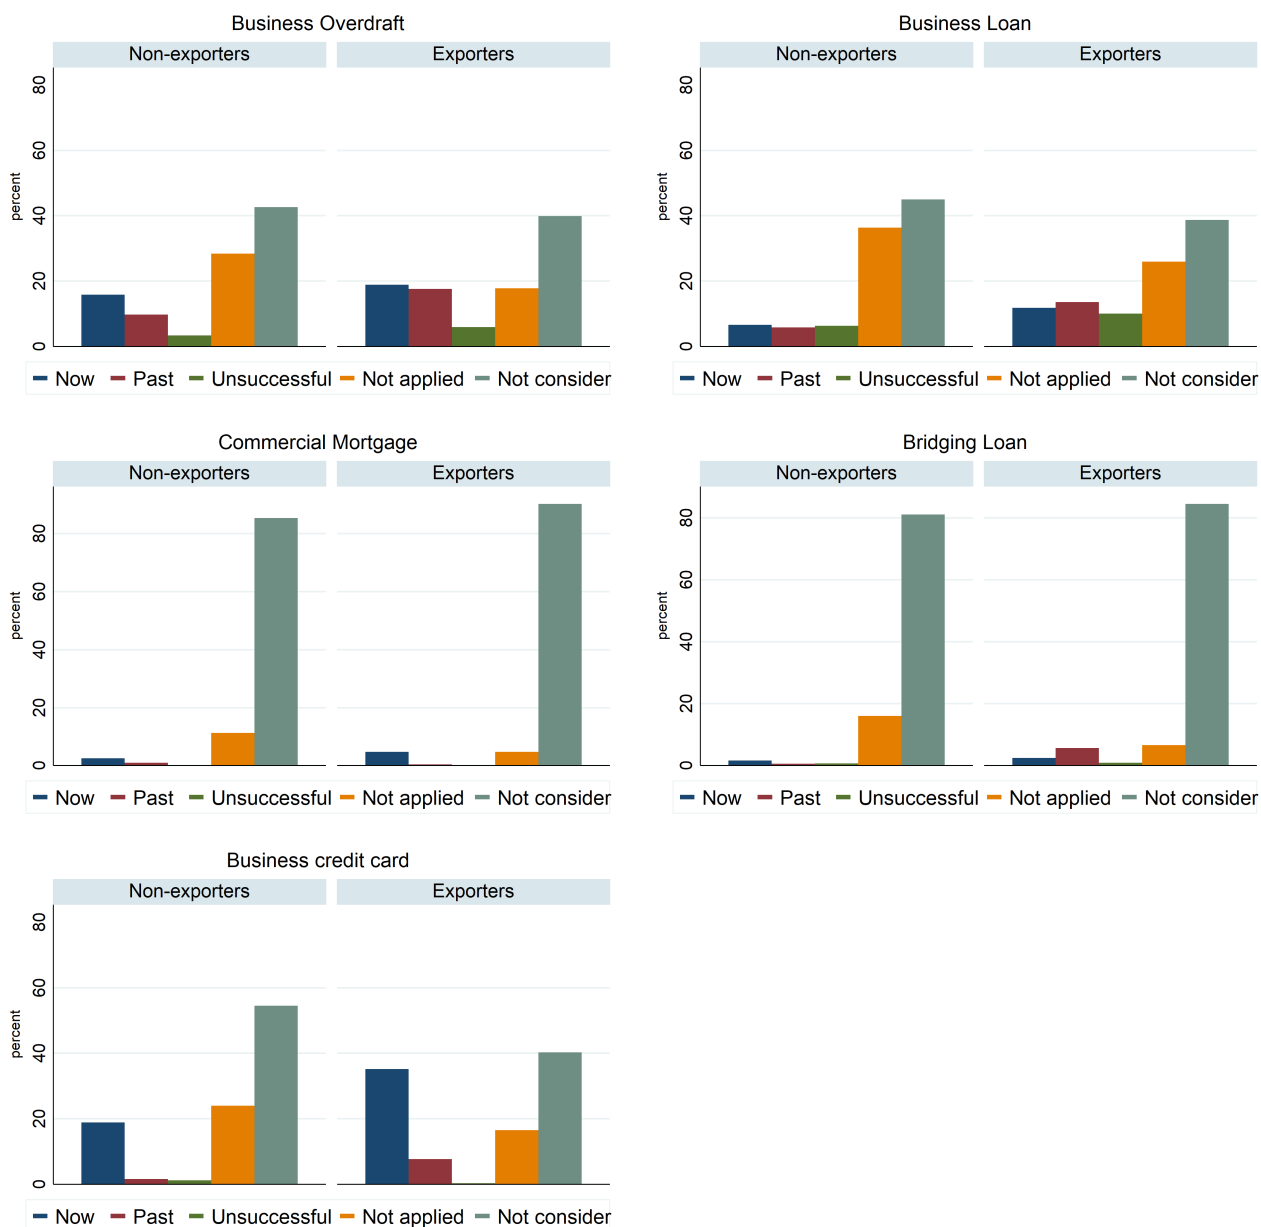 Business Overdraft
Non-exporters Exporters
percent
80
60
40
20
0
Now Past Unsuccessful Not applied Not consider
Business Loan
Non-exporters Exporters
percent
80
60
40
20
0
Now Past Unsuccessful Not applied Not consider
Commercial Mortgage
Non-exporters Exporters
percent
80
60
40
20
0
Now Past Unsuccessful Not applied Not consider
Bridging Loan
Non-exporters Exporters
percent
80
60
40
20
0
Now Past Unsuccessful Not applied Not consider
Business credit card
Non-exporters Exporters
percent
80
60
40
20
0
Now Past Unsuccessful Not applied Not consider